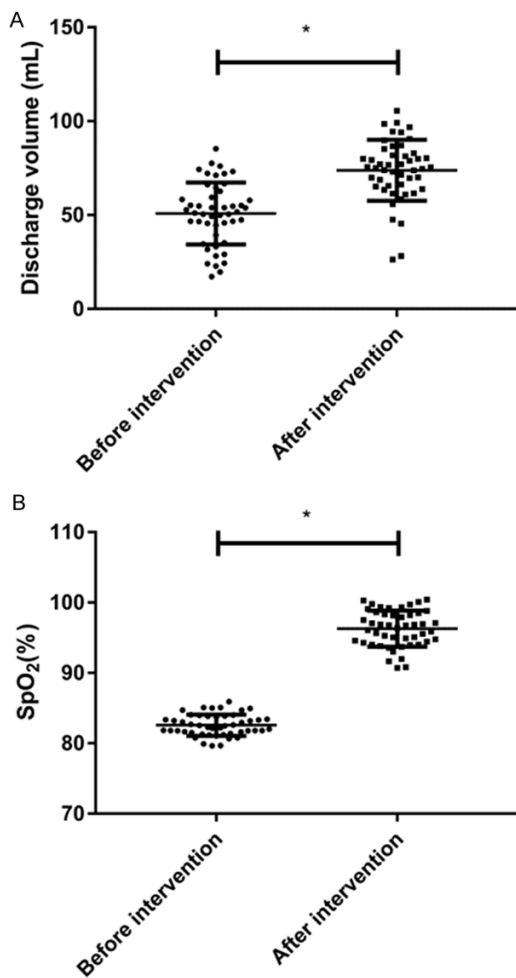 A
150
*
100
50
0
Discharge volume (mL)
Before intervention
After intervention
B
110
*
100
90
80
70
SpO₂(%)
Before intervention
After intervention